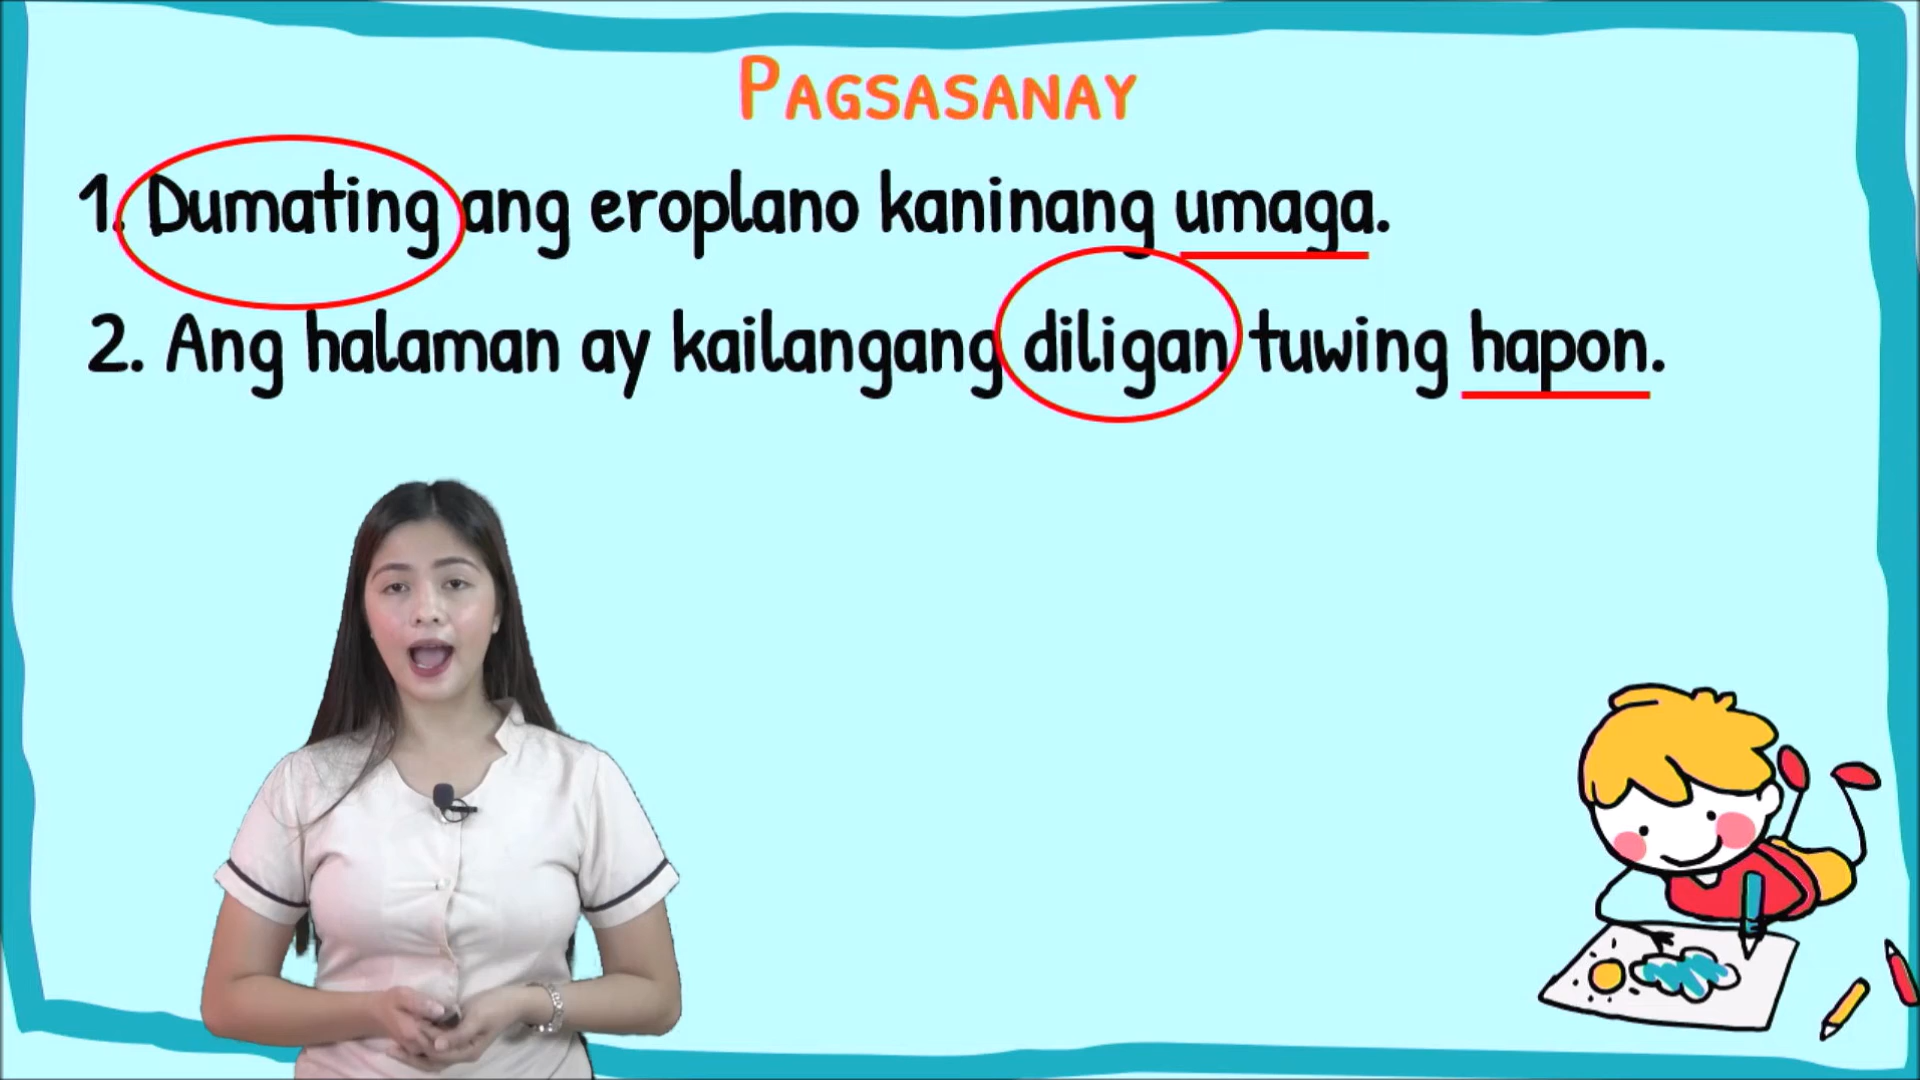 PAGSASANAY
1. Dumating ang eroplano kaninang umaga.
2. Ang halaman ay kailangang diligan tuwing hapon.